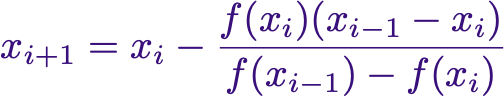 x_{i+1} = x_i - \frac{f(x_i)(x_{i-1} - x_i)}{f(x_{i-1}) - f(x_i)}